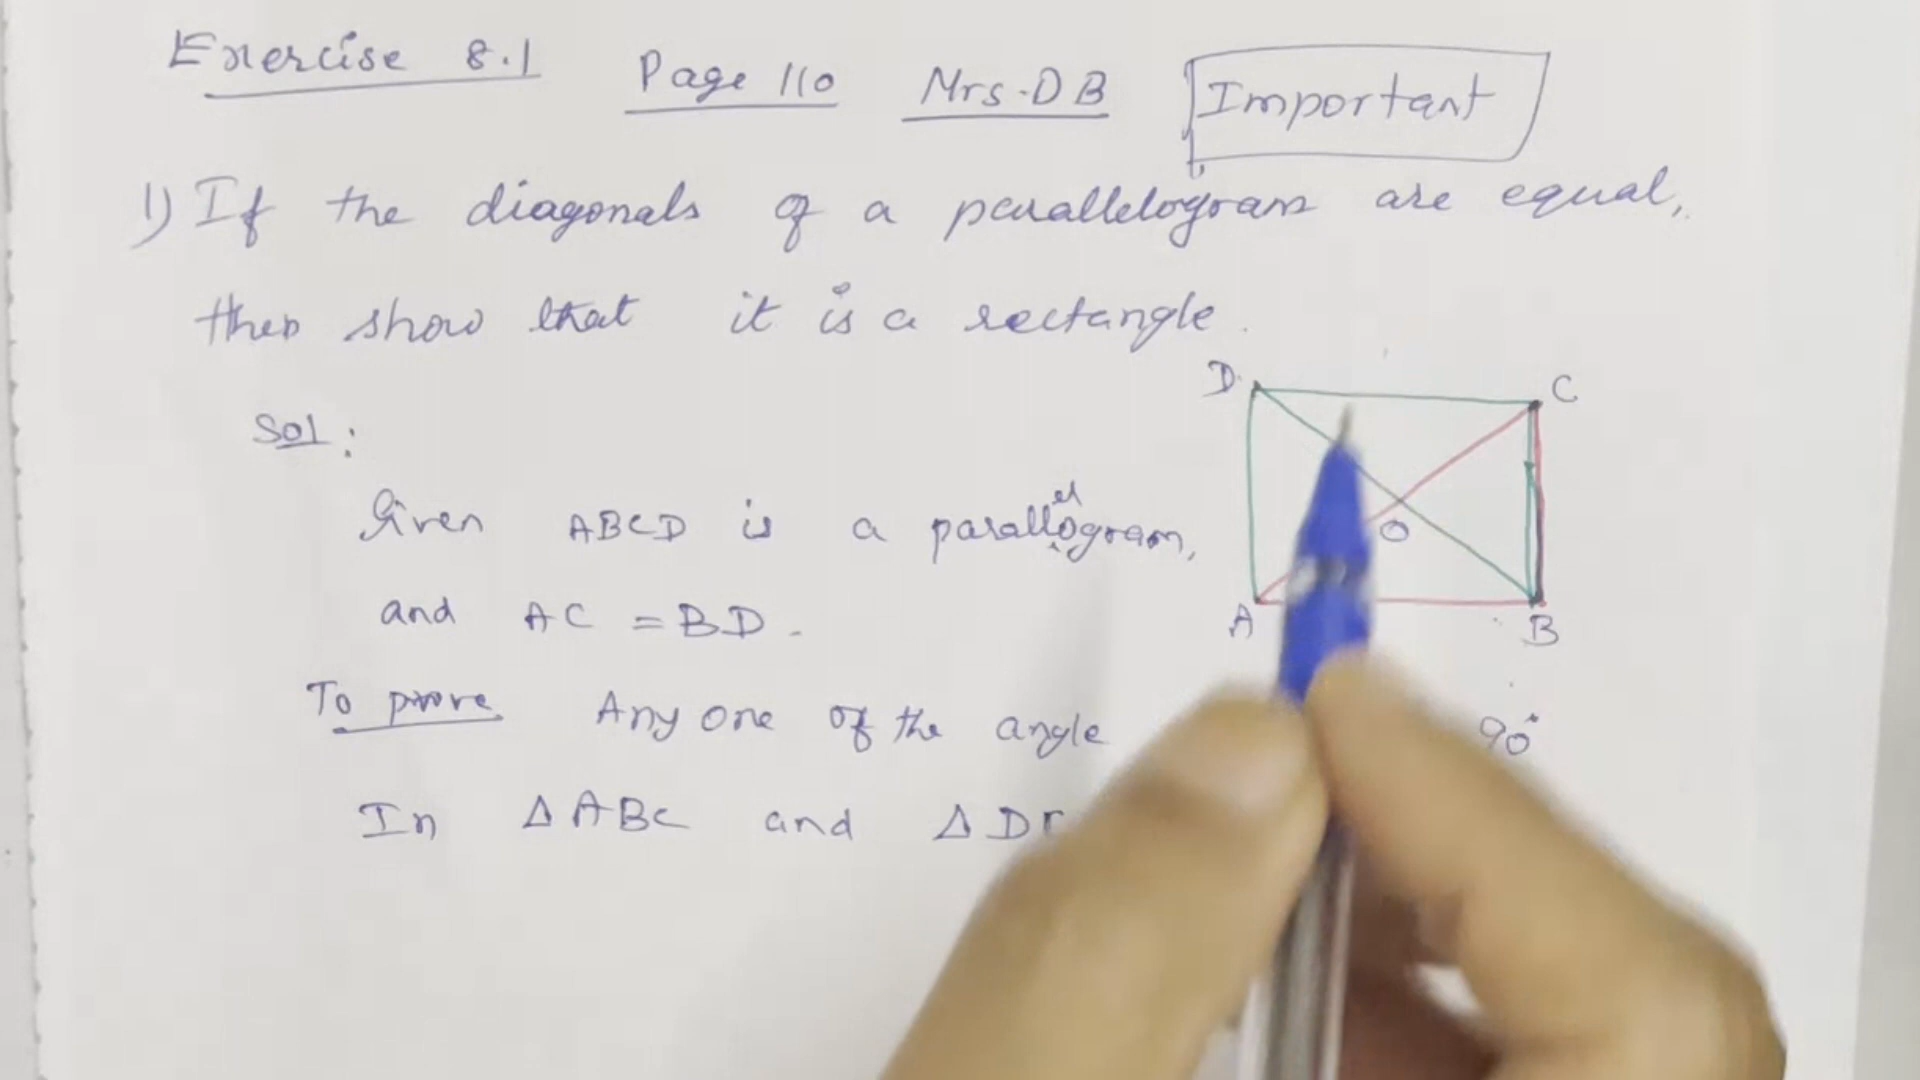 Exercise 8.1 Page 110 Mrs.DB Important
1) If the diagonals of a parallelogram are equal,
then show that it is a rectangle.
D C
Sol:
Given ABCD is a parallelogram,
O
and AC = BD.
A B
To prove Any one of the angle 90°
In △ABC and △D